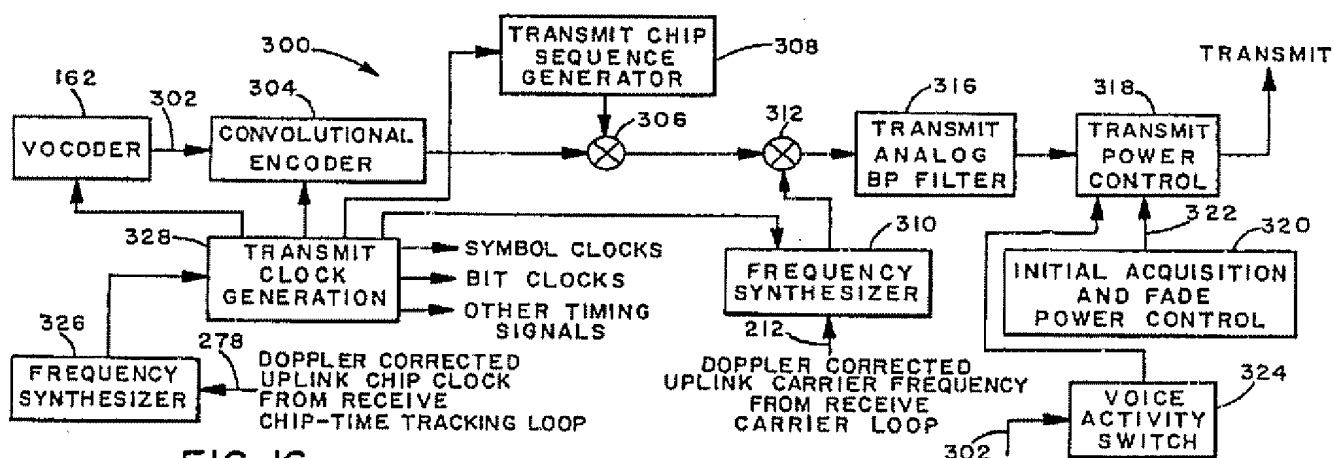 300
TRANSMIT CHIP
SEQUENCE
GENERATOR
308
TRANSMIT
162
302
304
306
312
316
318
VOCODER
CONVOLUTIONAL
ENCODER
TRANSMIT
ANALOG
BP FILTER
TRANSMIT
POWER
CONTROL
322
320
328
TRANSMIT
CLOCK
GENERATION
SYMBOL CLOCKS
BIT CLOCKS
OTHER TIMING
SIGNALS
310
FREQUENCY
SYNTHESIZER
INITIAL ACQUISITION
AND FADE
POWER CONTROL
326
FREQUENCY
SYNTHESIZER
278
DOPPLER CORRECTED
UPLINK CHIP CLOCK
FROM RECEIVE
CHIP-TIME TRACKING LOOP
212
DOPPLER CORRECTED
UPLINK CARRIER FREQUENCY
FROM RECEIVE
CARRIER LOOP
324
VOICE
ACTIVITY
SWITCH
302